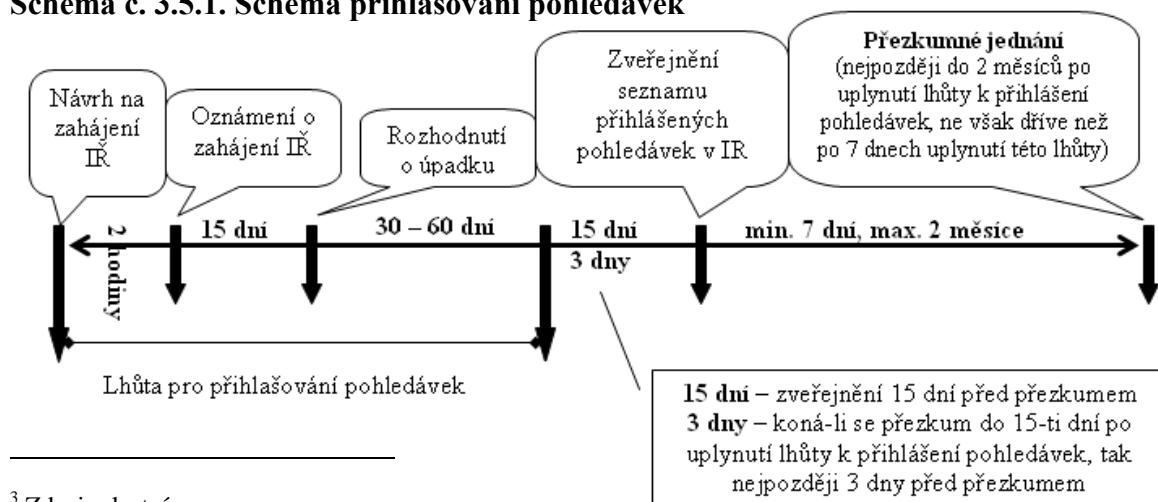 Schéma č. 3.5.1. Schéma přihlašování pohledávek
Návrh na
zahájení
IŘ
Oznámení o
zahájení IŘ
Rozhodnutí
o úpadku
Zveřejnění
seznamu
přihlášených
pohledávek v IR
Přezkumné jednání
(nejpozději do 2 měsíců po
uplynutí lhůty k přihlášení
pohledávek, ne však dříve než
po 7 dnech uplynutí této lhůty)
2 hodiny
15 dní
30 – 60 dní
15 dní
3 dny
min. 7 dní, max. 2 měsíce
Lhůta pro přihlašování pohledávek
15 dní – zveřejnění 15 dní před přezkumem
3 dny – koná-li se přezkum do 15-ti dní po
uplynutí lhůty k přihlášení pohledávek, tak
nejpozději 3 dny před přezkumem
3